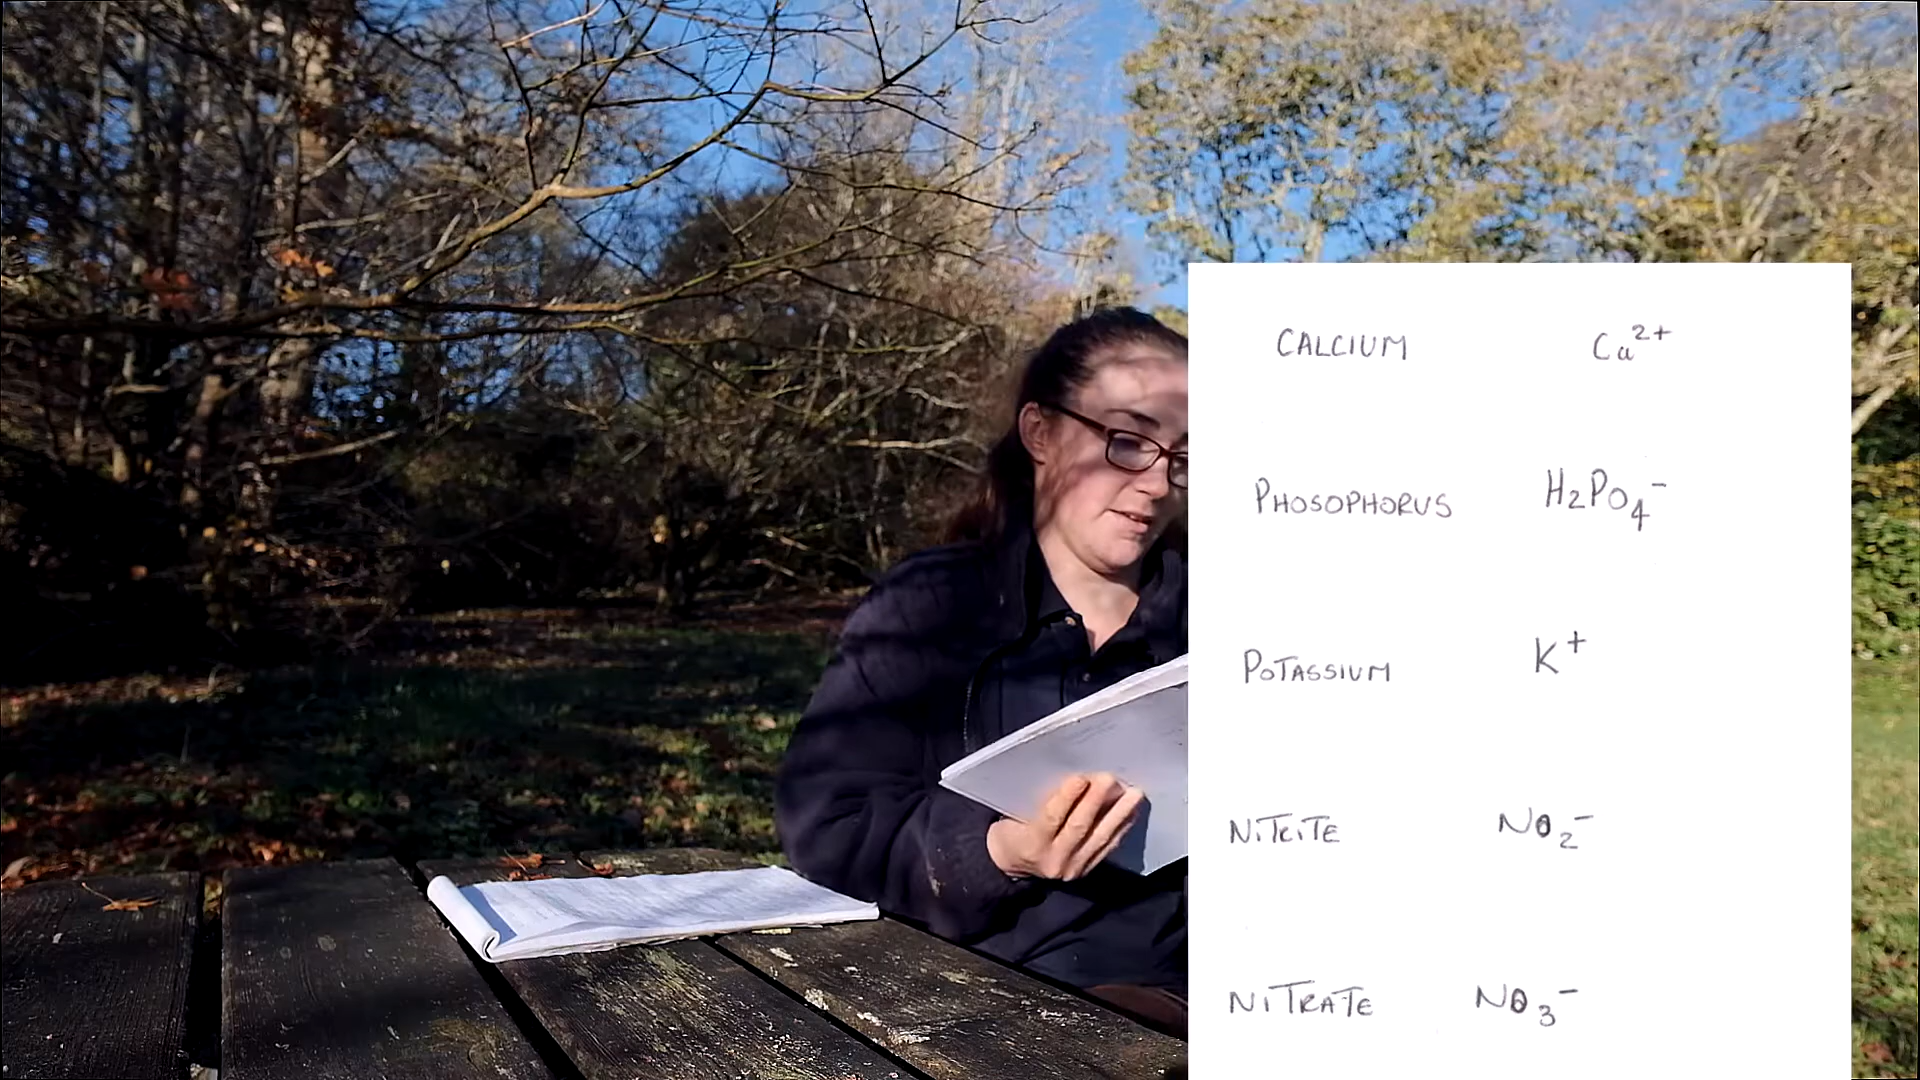 CALCIUM Ca²⁺
PHOSOPHORUS H₂PO₄⁻
POTASSIUM K⁺
NITRITE NO₂⁻
NITRATE NO₃⁻